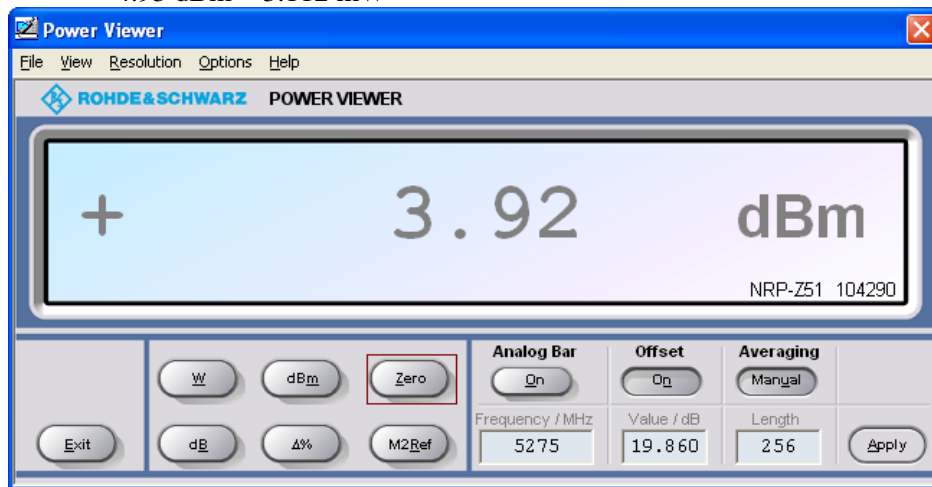 Power Viewer
File View Resolution Options Help
ROHDE&SCHWARZ POWER VIEWER
+ 3.92 dBm
NRP-Z51 104290
Analog Bar Offset Averaging
W dBm Zero On On Manual
Frequency / MHz Value / dB Length
Exit dB Δ% M2Ref 5275 19.860 256 Apply